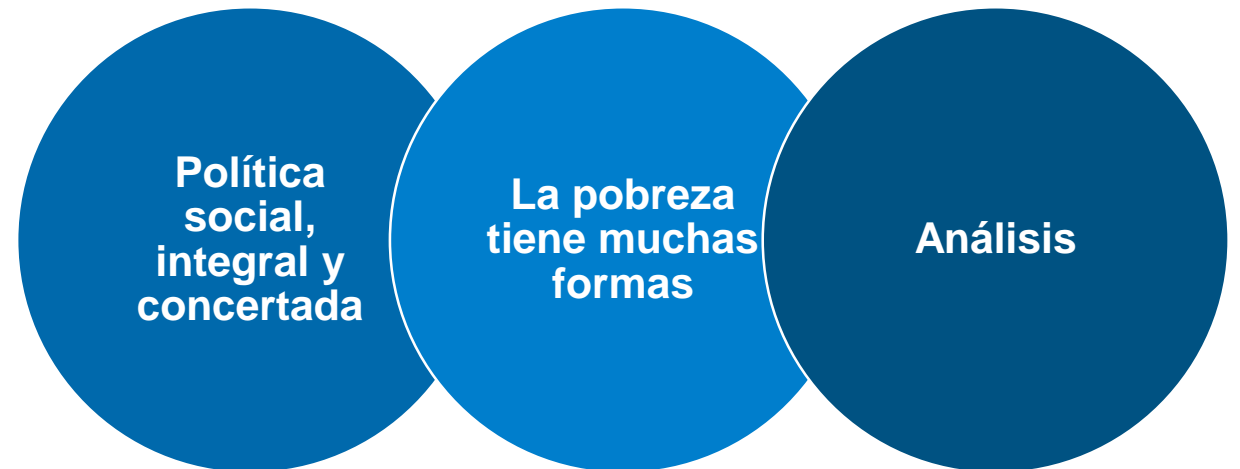 Política
social,
integral y
concertada
La pobreza
tiene muchas
formas
Análisis